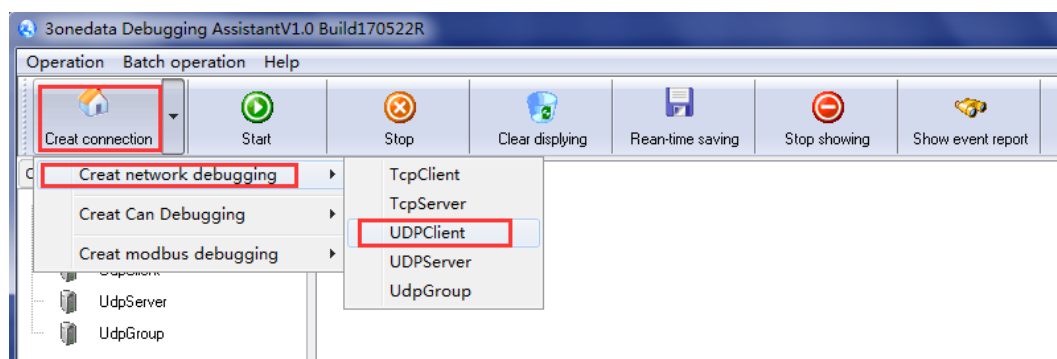 3onedata Debugging AssistantV1.0 Build170522R
Operation Batch operation Help
Creat connection Start Stop Clear displying Rean-time saving Stop showing Show event report
Creat network debugging
Creat Can Debugging
Creat modbus debugging
TcpClient
TcpServer
UDPClient
UDPServer
UdpGroup
UdpServer
UdpGroup